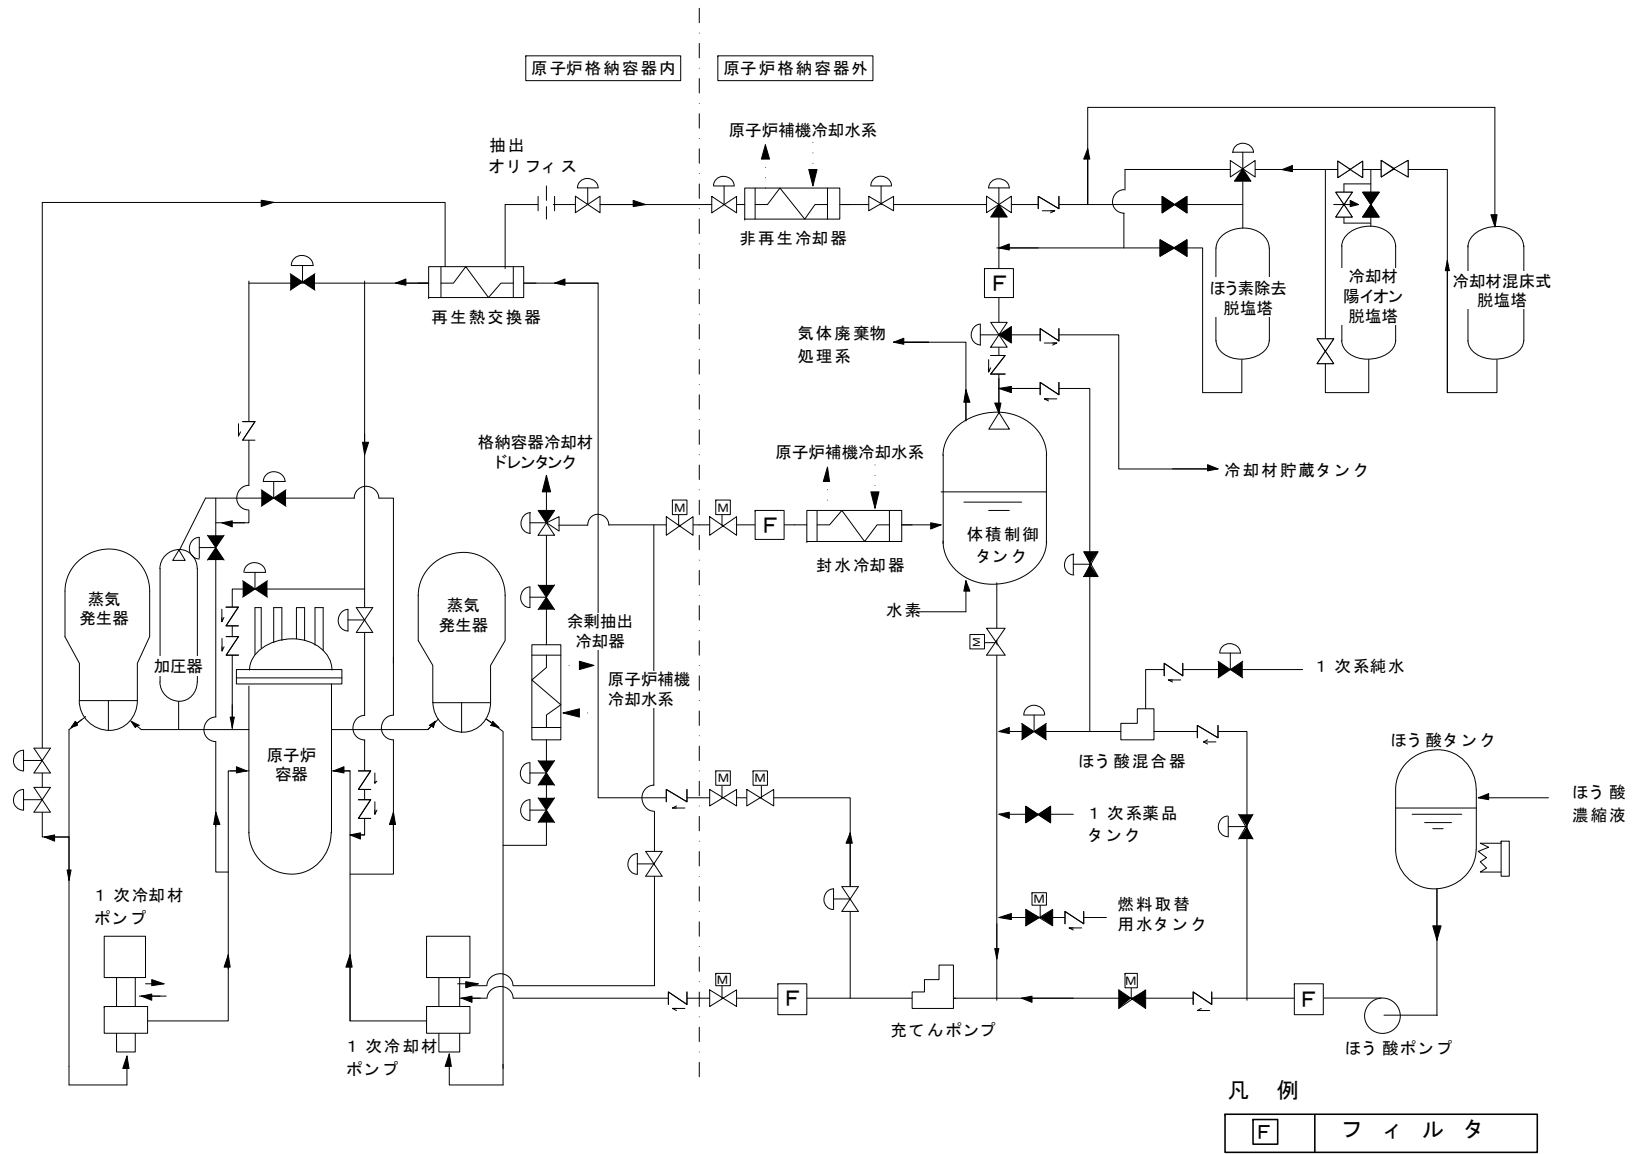 原子炉格納容器内
原子炉格納容器外
原子炉補機冷却水系
抽出
オリフィス
非再生冷却器
ほう素除去
脱塩塔
冷却材
陽イオン
脱塩塔
冷却材混床式
脱塩塔
再生熱交換器
F
気体廃棄物
処理系
格納容器冷却材
ドレンタンク
原子炉補機冷却水系
冷却材貯蔵タンク
M
M
F
体積制御
タンク
封水冷却器
蒸気
発生器
蒸気
発生器
水素
余剰抽出
冷却器
M
加圧器
原子炉補機
冷却水系
1次系純水
原子炉
容器
ほう酸混合器
ほう酸タンク
M
M
ほう酸
濃縮液
1次系薬品
タンク
1次冷却材
ポンプ
M
燃料取替
用水タンク
M
F
M
F
充てんポンプ
1次冷却材
ポンプ
ほう酸ポンプ
凡 例
F
フィルタ